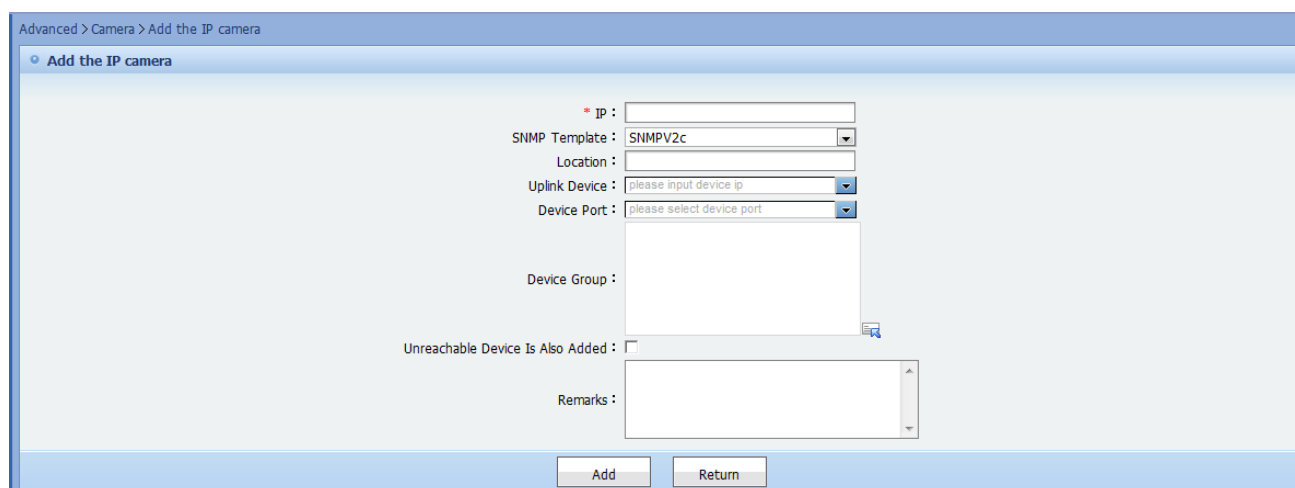 Advanced > Camera > Add the IP camera
Add the IP camera
* IP :
SNMP Template : SNMPV2c
Location :
Uplink Device : please input device ip
Device Port : please select device port
Device Group :
Unreachable Device Is Also Added :
Remarks :
Add Return